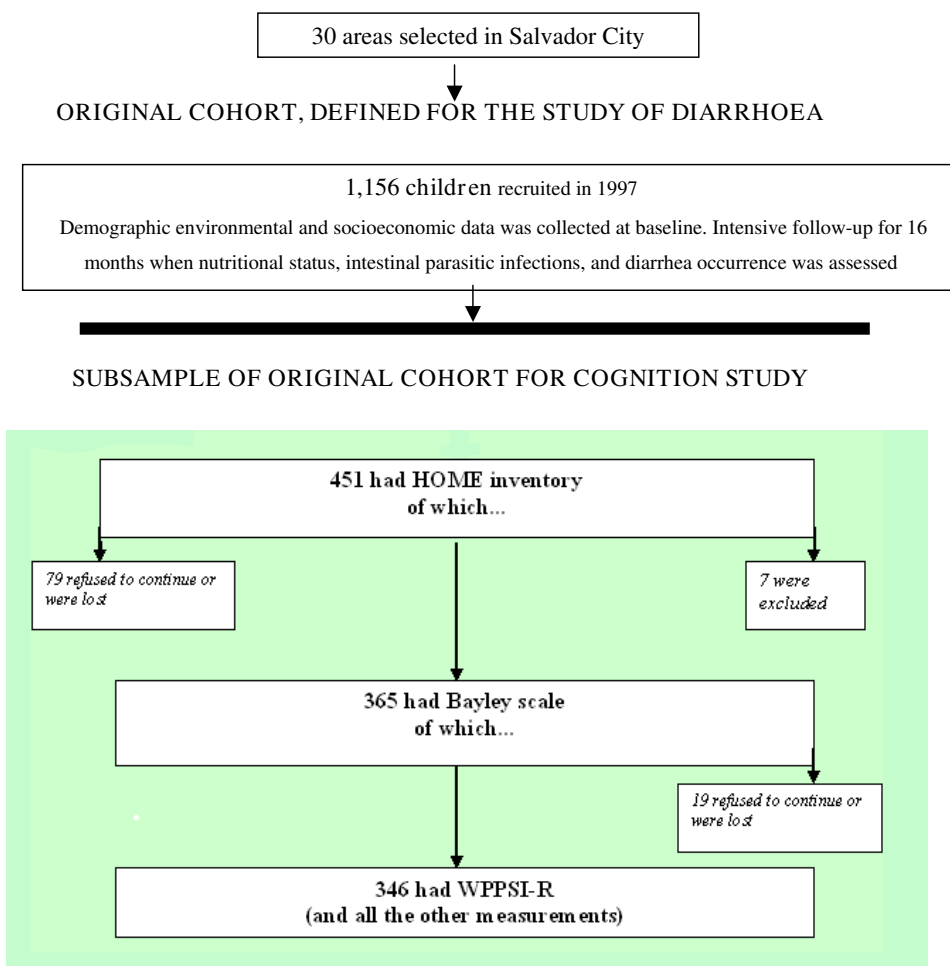 30 areas selected in Salvador City
ORIGINAL COHORT, DEFINED FOR THE STUDY OF DIARRHOEA
1,156 children recruited in 1997
Demographic environmental and socioeconomic data was collected at baseline. Intensive follow-up for 16
months when nutritional status, intestinal parasitic infections, and diarrhea occurrence was assessed
SUBSAMPLE OF ORIGINAL COHORT FOR COGNITION STUDY
451 had HOME inventory
of which...
79 refused to continue or
were lost
7 were
excluded
365 had Bayley scale
of which...
19 refused to continue or
were lost
346 had WPPSI-R
(and all the other measurements)